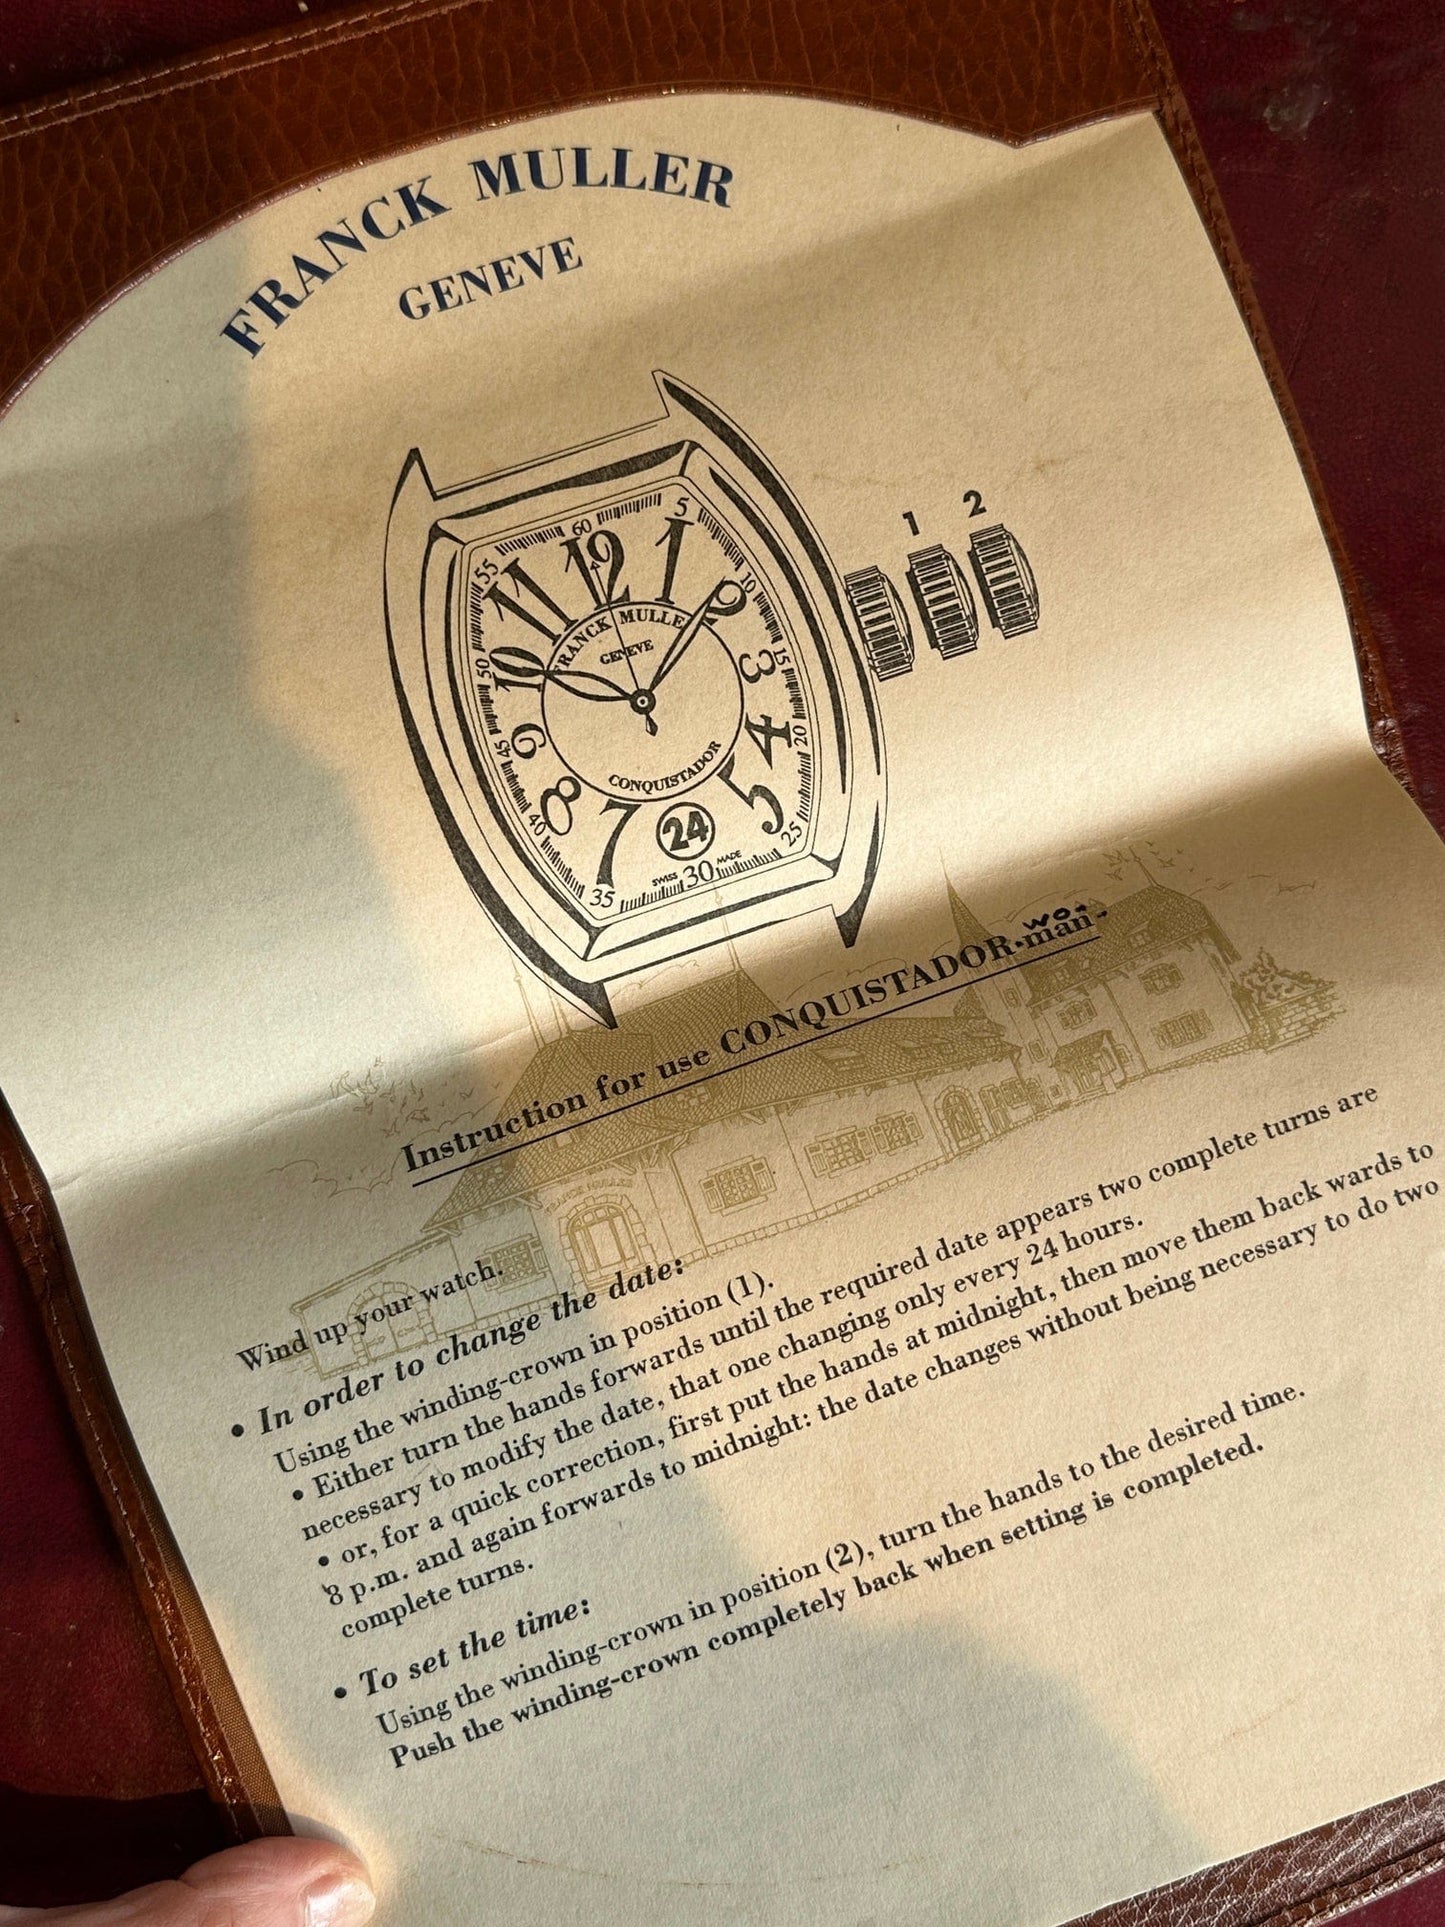 FRANCK MULLER
GENEVE
1 2
60
5
10
15
20
25
30
35
40
45
50
55
12
1
2
3
4
5
7
8
9
10
11
FRANCK MULLE
GENEVE
CONQUISTADOR
24
SWISS MADE
wo
Instruction for use CONQUISTADOR-man-
FRANCK MULLER
Wind up your watch.
• In order to change the date:
Using the winding-crown in position (1).
• Either turn the hands forwards until the required date appears two complete turns are
necessary to modify the date, that one changing only every 24 hours.
• or, for a quick correction, first put the hands at midnight, then move them back wards to
8 p.m. and again forwards to midnight: the date changes without being necessary to do two
complete turns.
• To set the time:
Using the winding-crown in position (2), turn the hands to the desired time.
Push the winding-crown completely back when setting is completed.